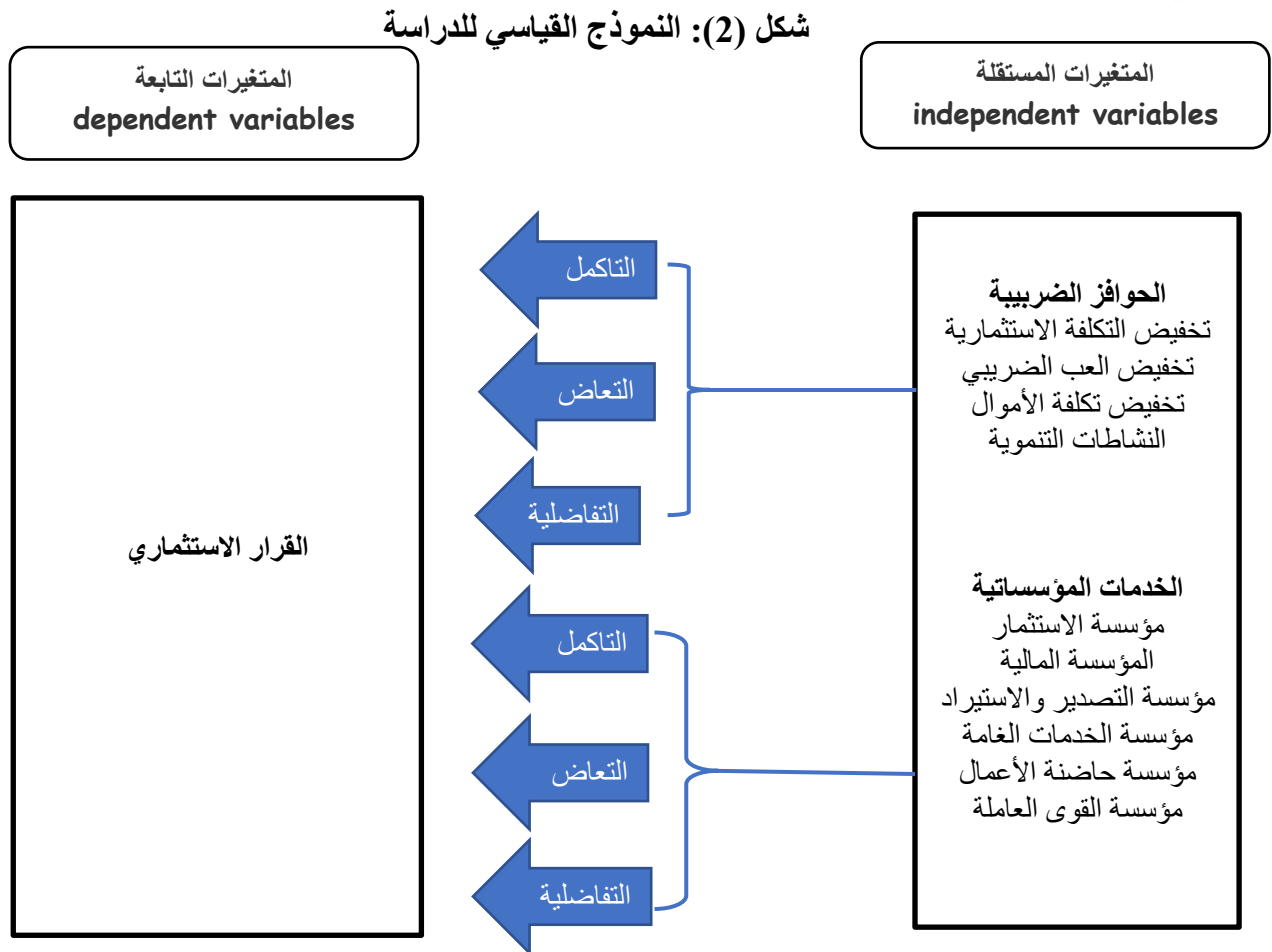 شكل (2): النموذج القياسي للدراسة
المتغيرات المستقلة
independent variables
المتغيرات التابعة
dependent variables
الحوافز الضريبية
تخفيض التكلفة الاستثمارية
تخفيض العب الضريبي
تخفيض تكلفة الأموال
النشاطات التنموية
الخدمات المؤسساتية
مؤسسة الاستثمار
المؤسسة المالية
مؤسسة التصدير والاستيراد
مؤسسة الخدمات الغامة
مؤسسة حاضنة الأعمال
مؤسسة القوى العاملة
التاكمل
التعاض
التفاضلية
التاكمل
التعاض
التفاضلية
القرار الاستثماري